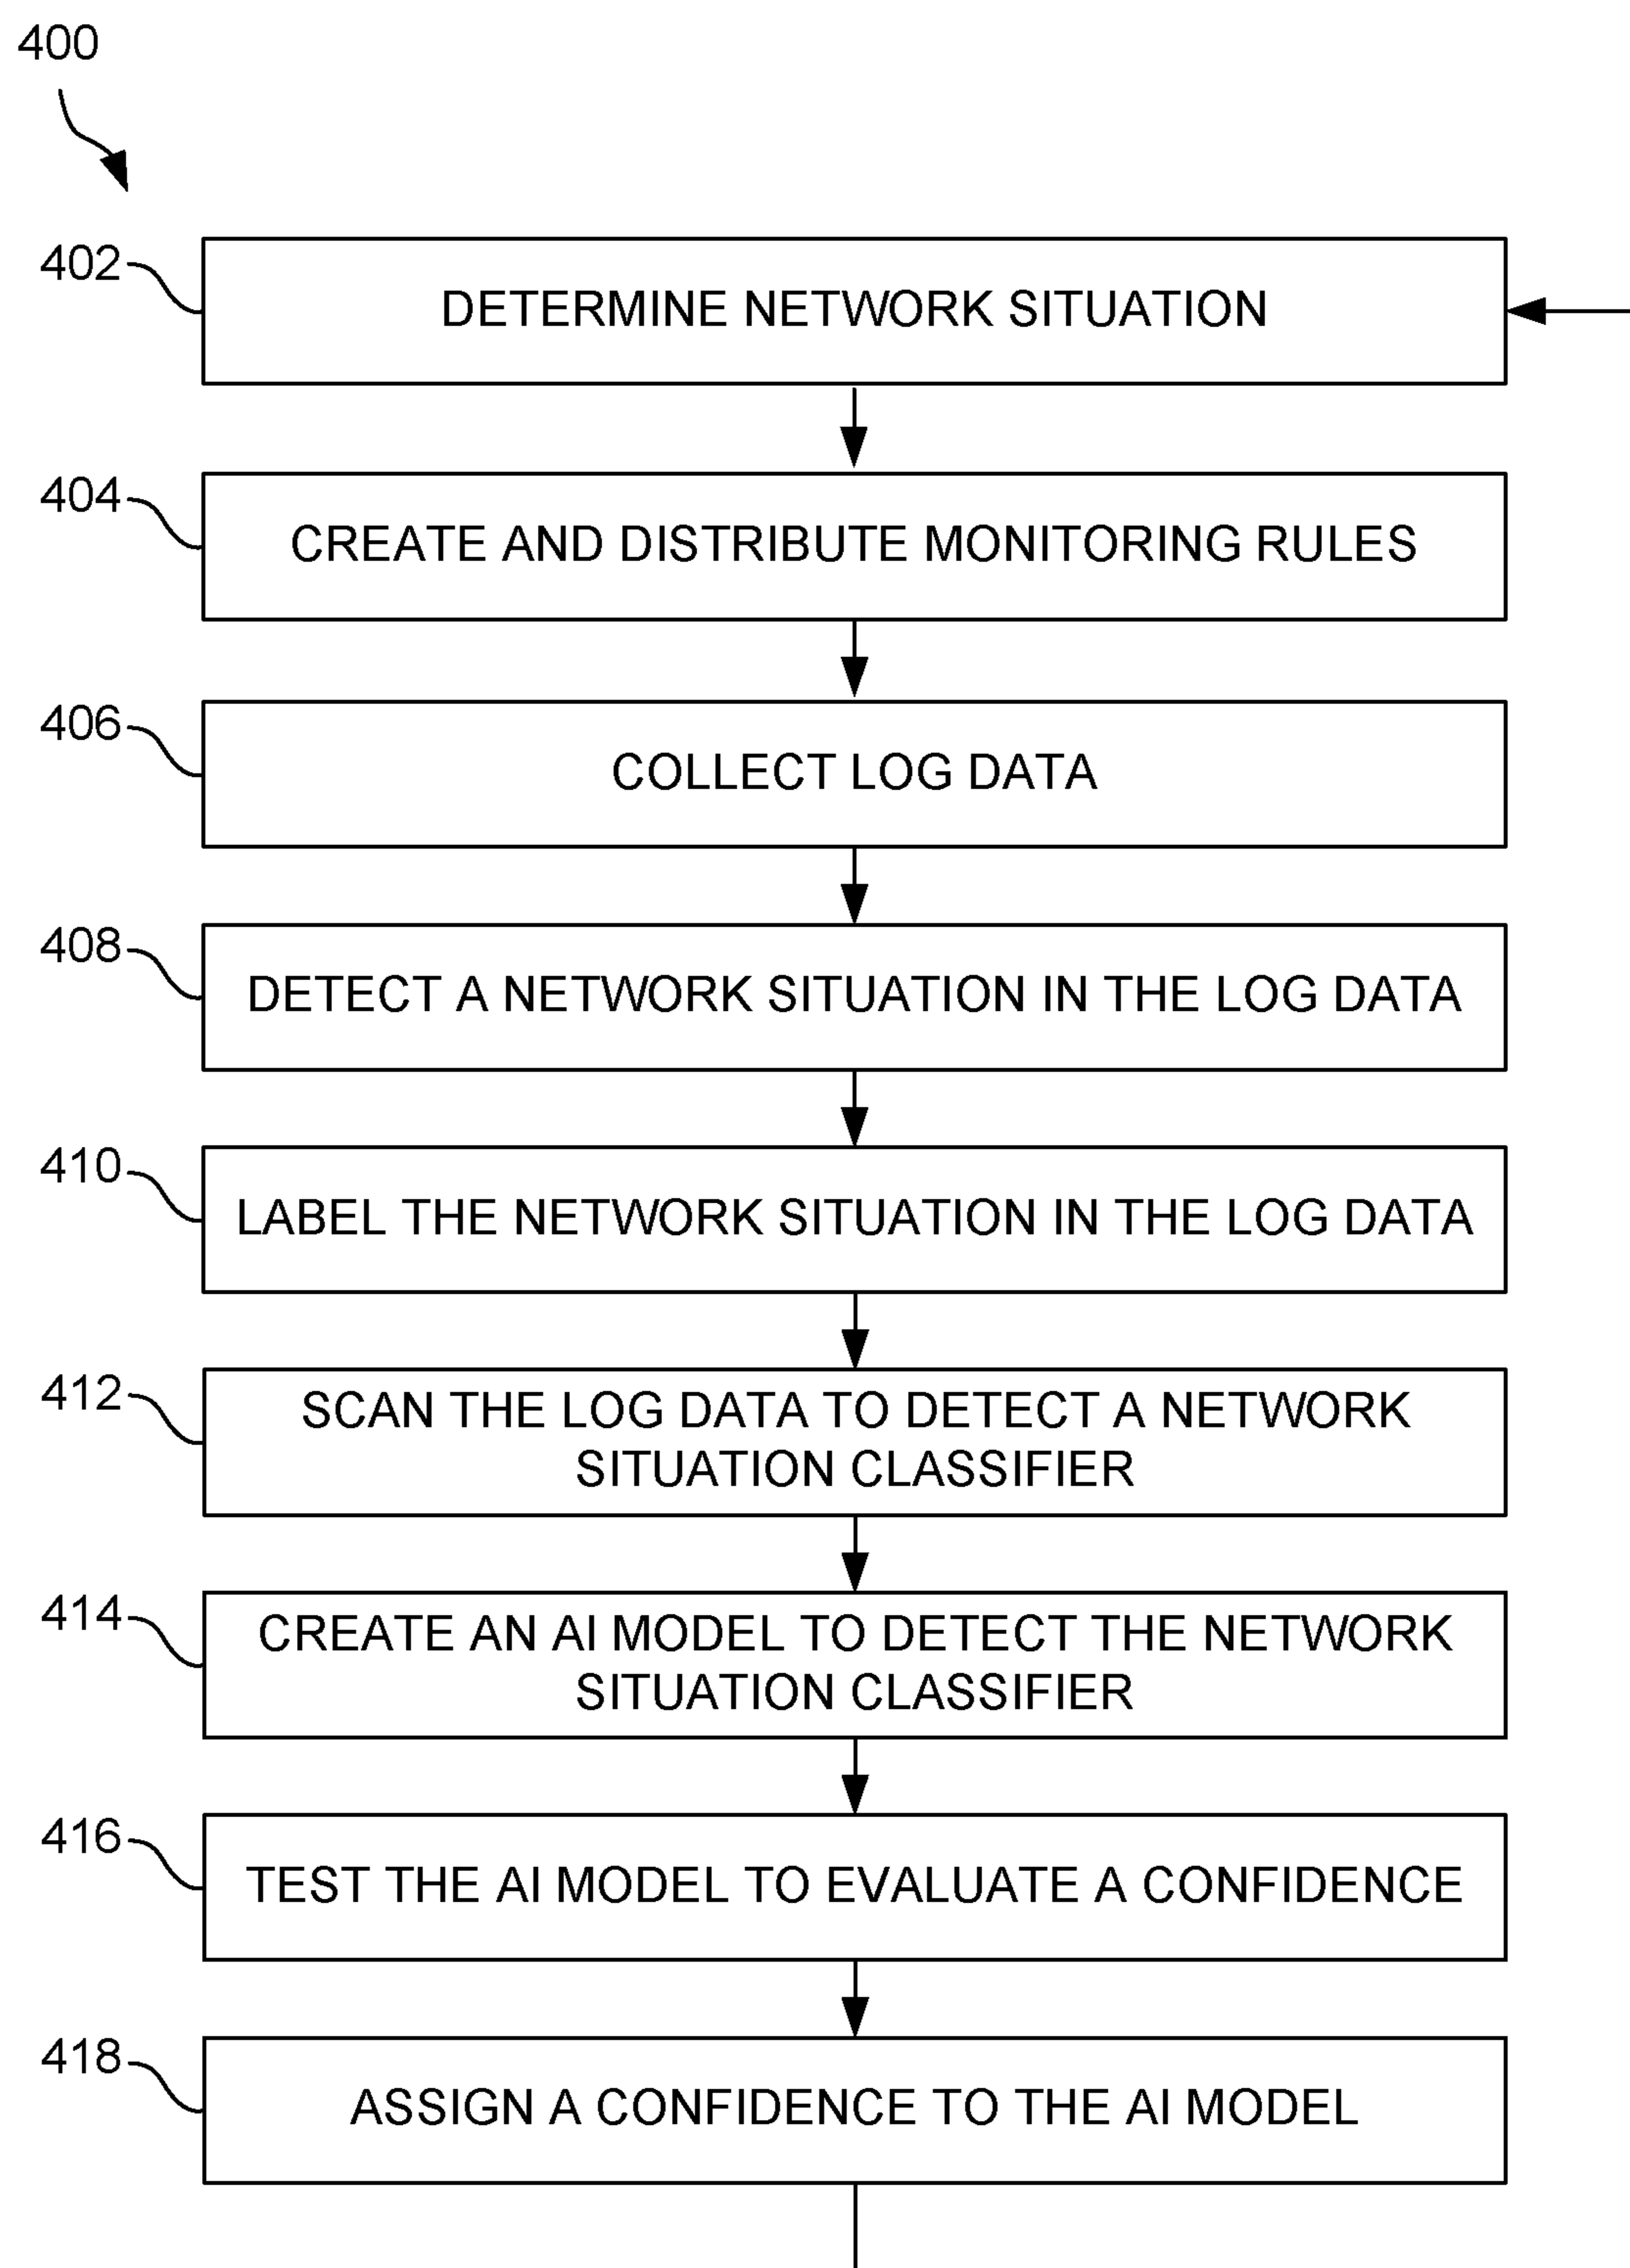 400
402
DETERMINE NETWORK SITUATION
404
CREATE AND DISTRIBUTE MONITORING RULES
406
COLLECT LOG DATA
408
DETECT A NETWORK SITUATION IN THE LOG DATA
410
LABEL THE NETWORK SITUATION IN THE LOG DATA
412
SCAN THE LOG DATA TO DETECT A NETWORK
SITUATION CLASSIFIER
414
CREATE AN AI MODEL TO DETECT THE NETWORK
SITUATION CLASSIFIER
416
TEST THE AI MODEL TO EVALUATE A CONFIDENCE
418
ASSIGN A CONFIDENCE TO THE AI MODEL